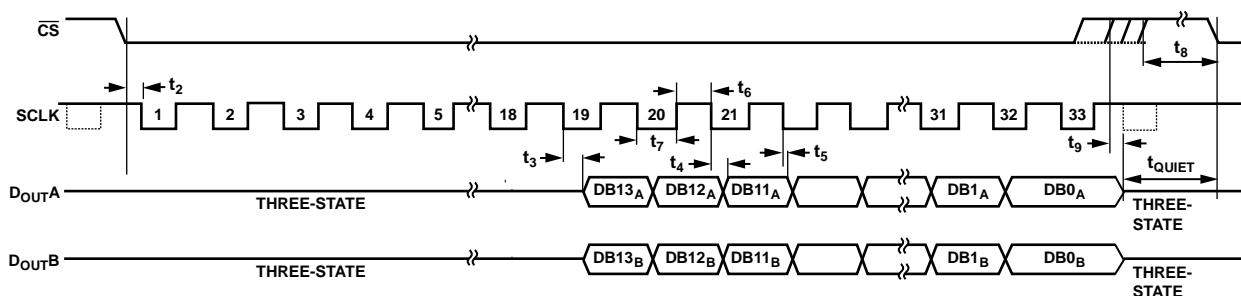 CS t8
SCLK t2 1 2 3 4 5 18 19 20 t6 21 31 32 33
t3 t7 t4 t5 t9 tQUIET
DOUTA THREE-STATE DB13A DB12A DB11A DB1A DB0A THREE-STATE
DOUTB THREE-STATE DB13B DB12B DB11B DB1B DB0B THREE-STATE